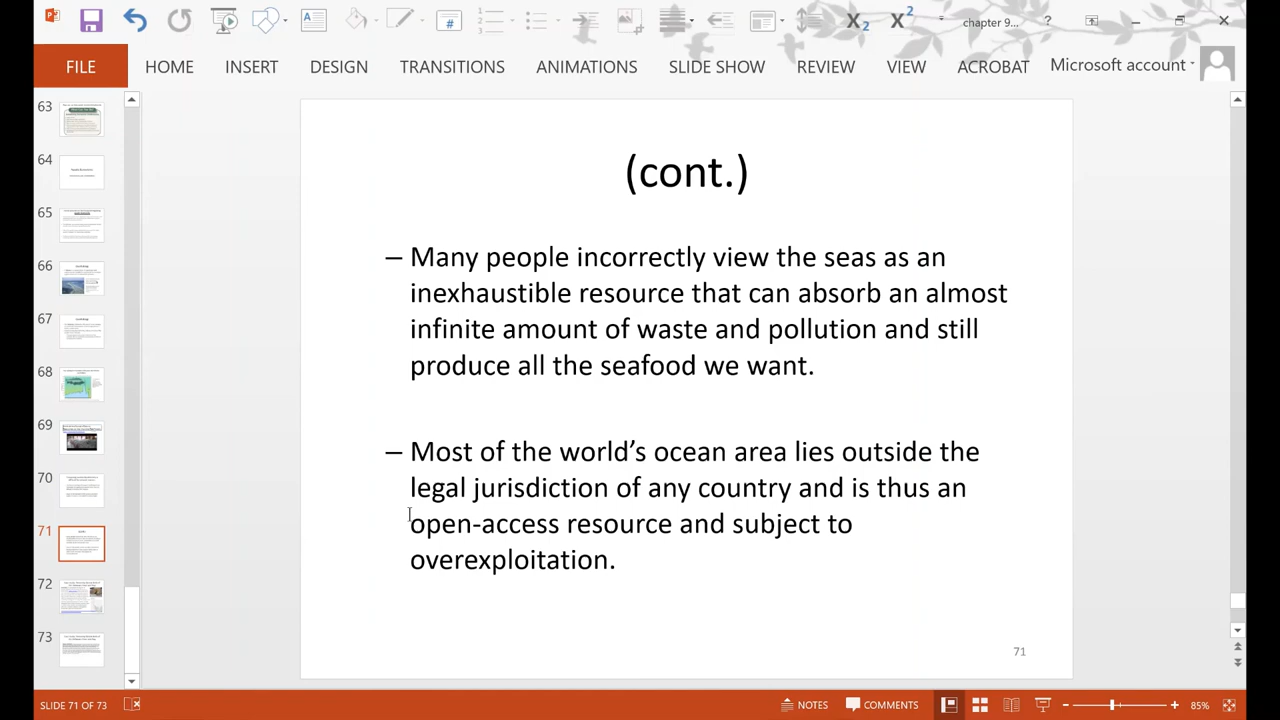 chapter 9... ?
FILE HOME INSERT DESIGN TRANSITIONS ANIMATIONS SLIDE SHOW REVIEW VIEW ACROBAT Microsoft account
63
64
65
66
67
68
69
70
71
72
73
(cont.)
– Many people incorrectly view the seas as an
inexhaustible resource that can absorb an almost
infinite amount of waste and pollution and still
produce all the seafood we want.
– Most of the world’s ocean area lies outside the
legal jurisdiction of any country and is thus an
open-access resource and subject to
overexploitation.
71
SLIDE 71 OF 73 NOTES COMMENTS 85%